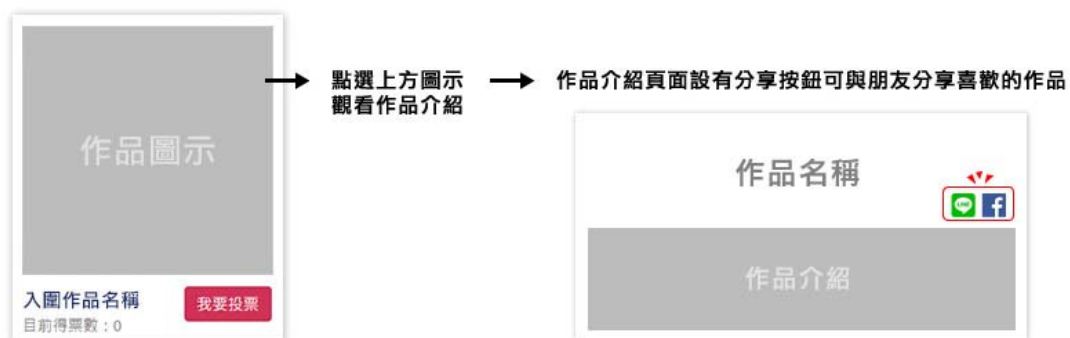 作品圖示
入圍作品名稱
我要投票
目前得票數：0
點選上方圖示
觀看作品介紹
作品介紹頁面設有分享按鈕可與朋友分享喜歡的作品
作品名稱
LINE
f
作品介紹